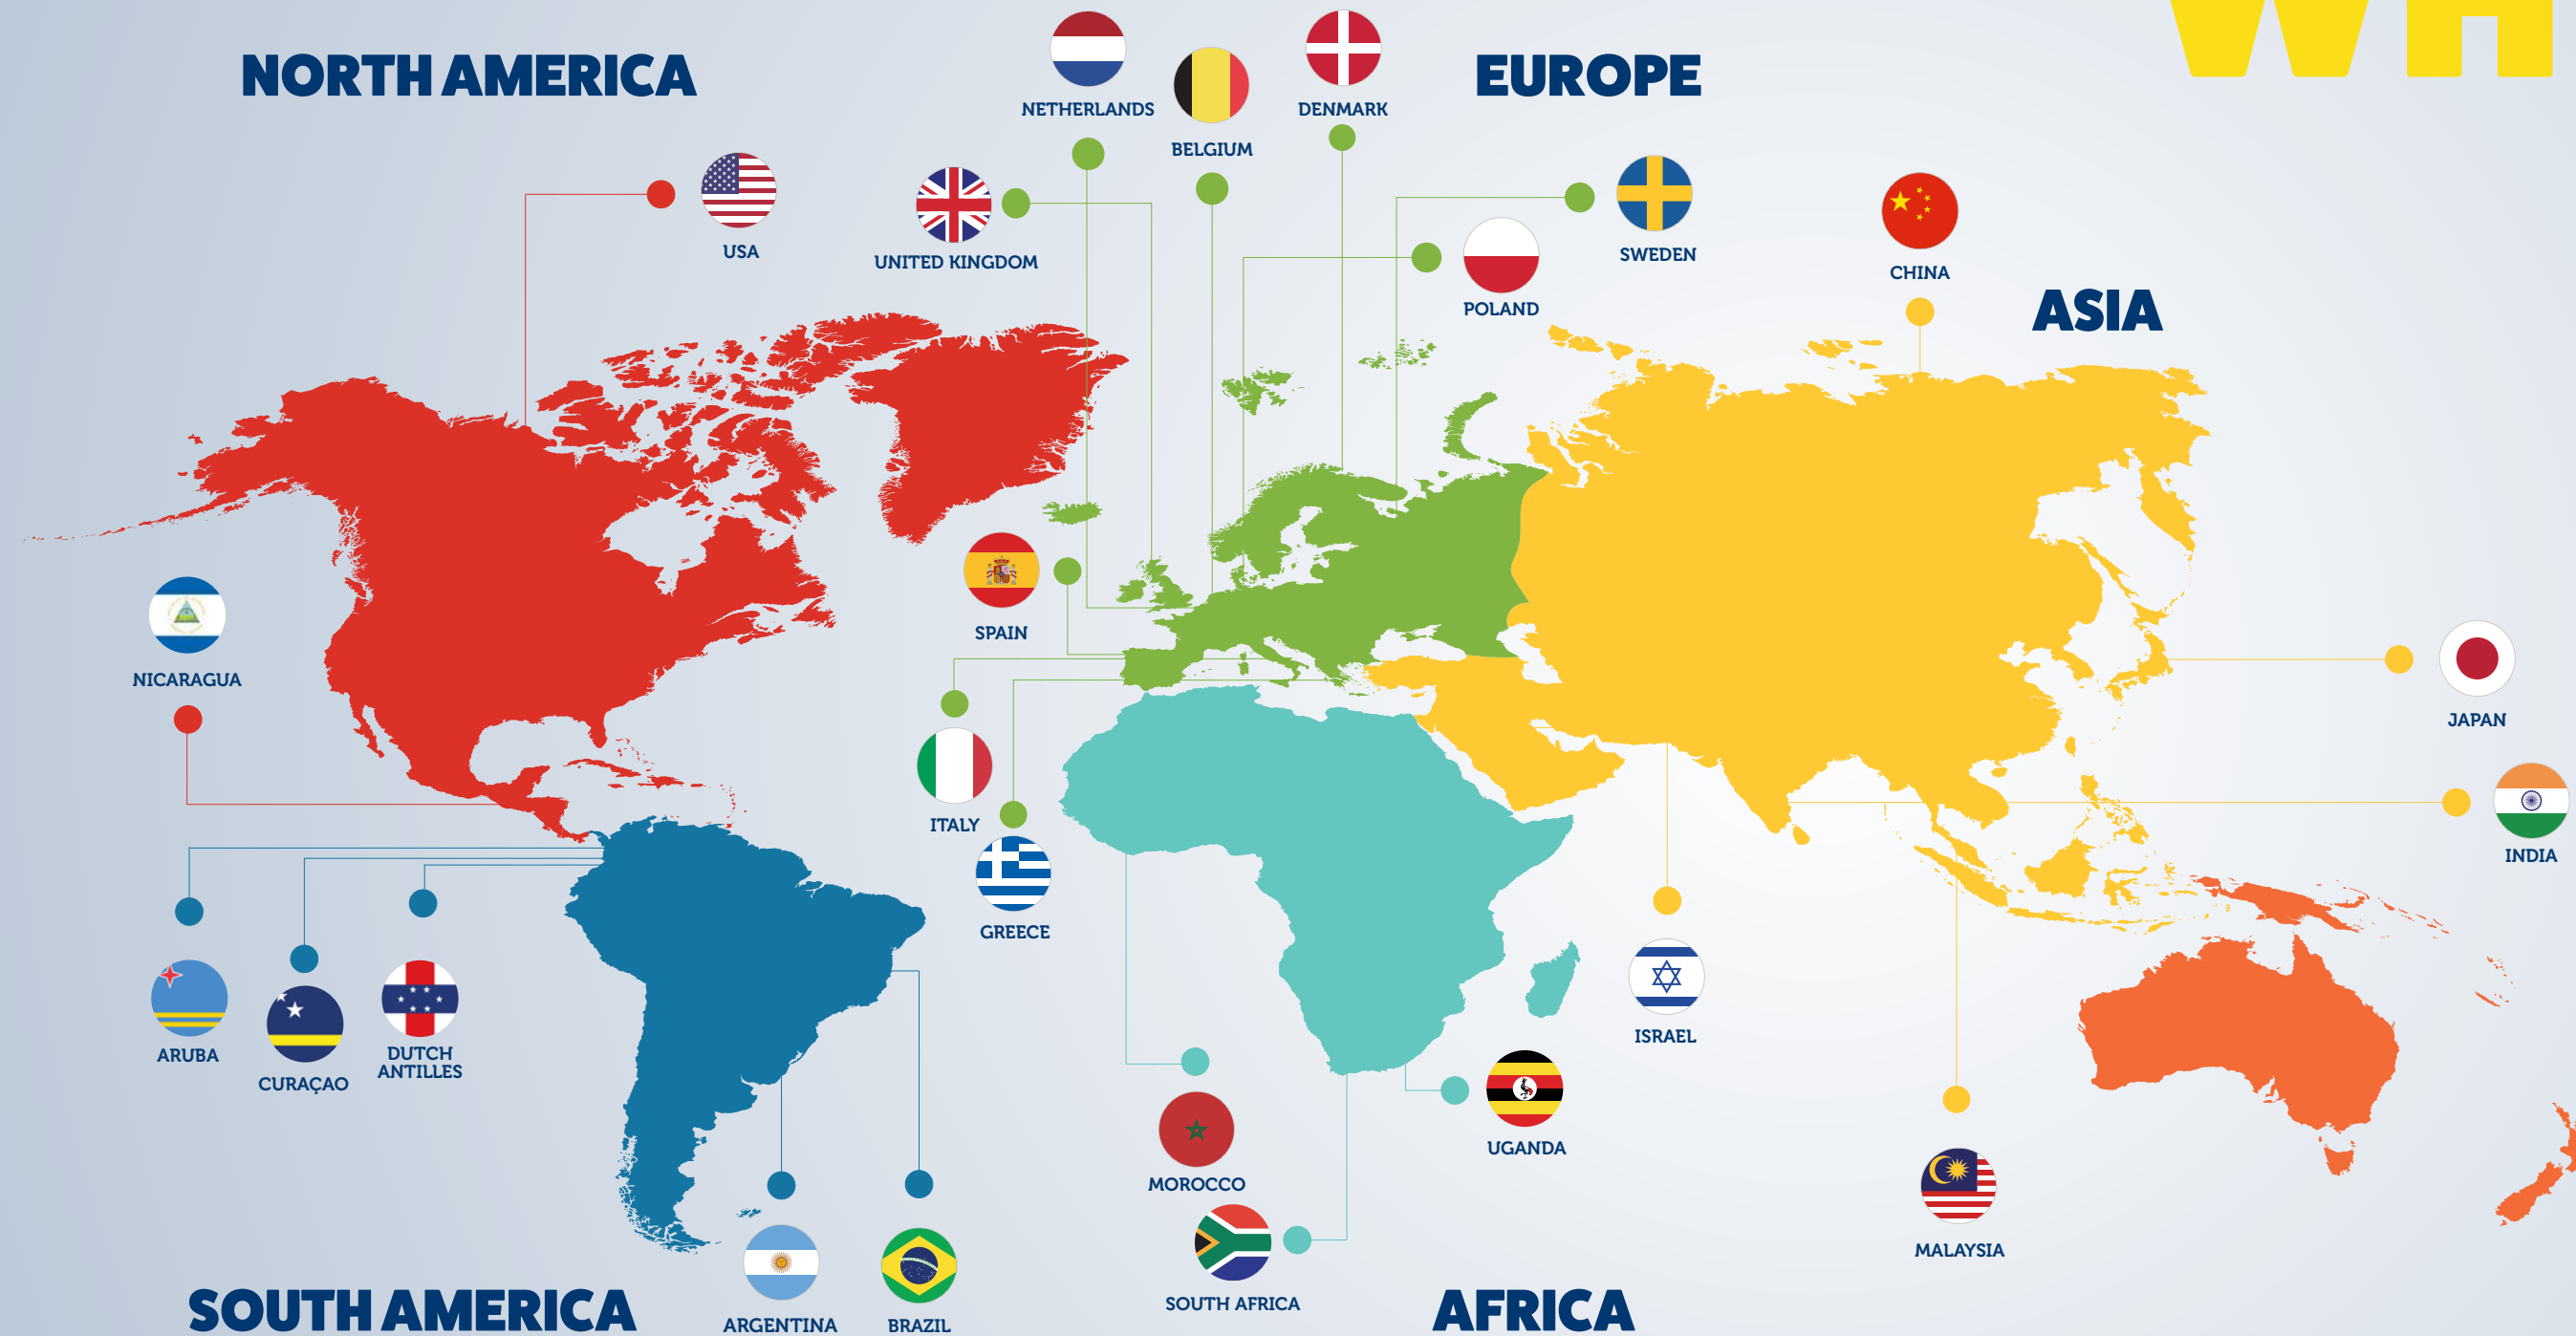 WH
NORTH AMERICA
EUROPE
NETHERLANDS
BELGIUM
DENMARK
USA
UNITED KINGDOM
SWEDEN
POLAND
CHINA
ASIA
SPAIN
NICARAGUA
JAPAN
ITALY
INDIA
GREECE
ISRAEL
ARUBA
CURAÇAO
DUTCH
ANTILLES
UGANDA
MOROCCO
MALAYSIA
SOUTH AFRICA
SOUTH AMERICA
ARGENTINA
BRAZIL
AFRICA